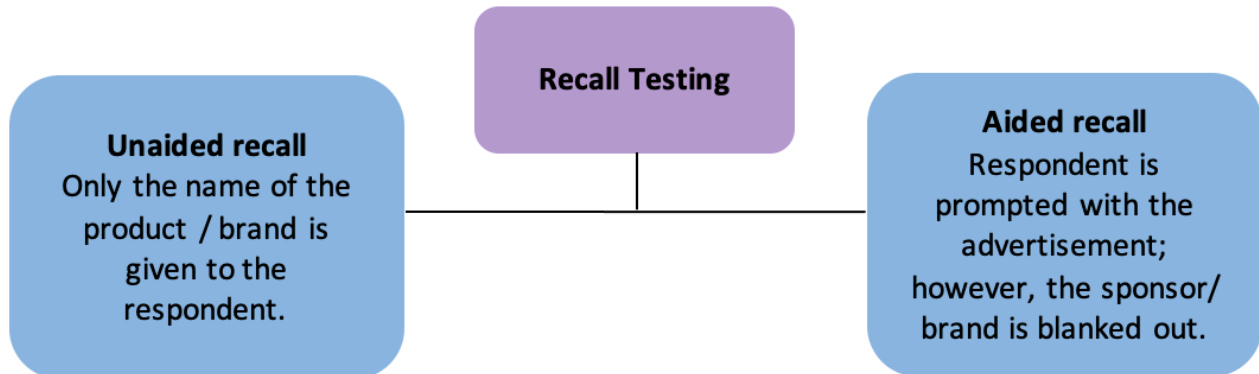 Recall Testing
Unaided recall
Only the name of the
product / brand is
given to the
respondent.
Aided recall
Respondent is
prompted with the
advertisement;
however, the sponsor/
brand is blanked out.